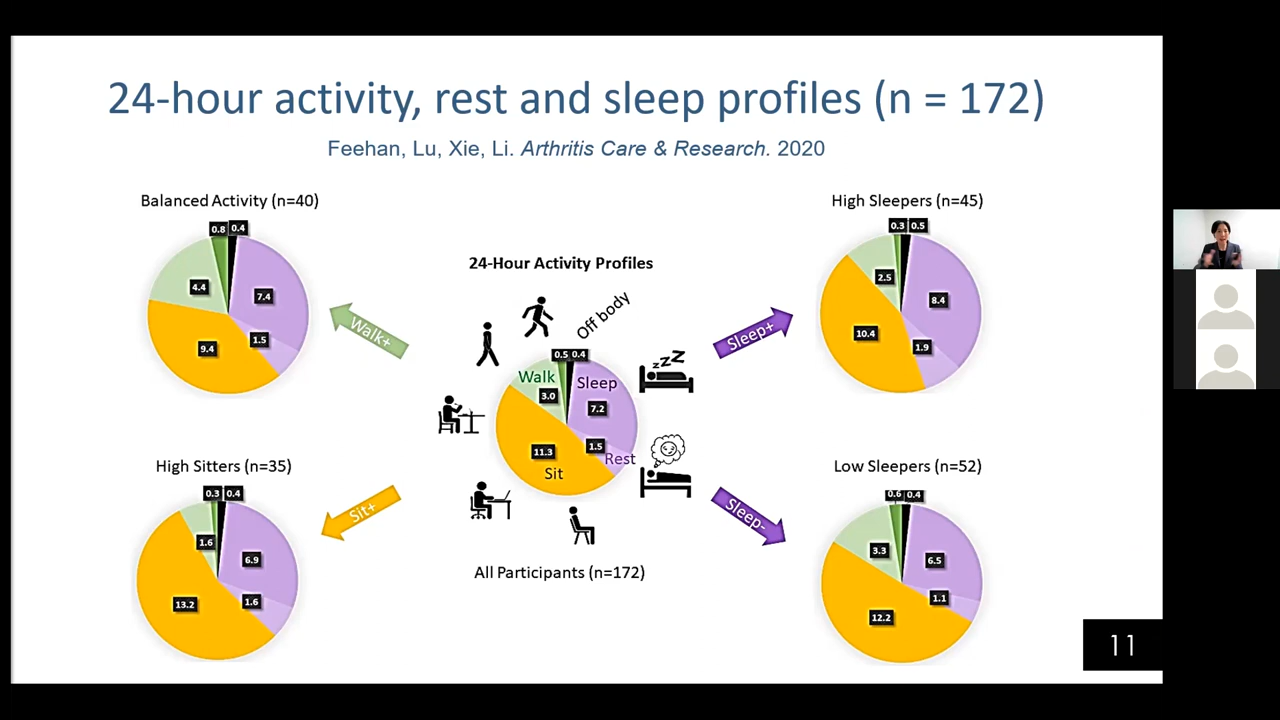 24-hour activity, rest and sleep profiles (n = 172)
Feehan, Lu, Xie, Li. Arthritis Care & Research. 2020
Balanced Activity (n=40)
0.8 0.4
4.4
7.4
1.5
9.4
High Sleepers (n=45)
0.3 0.5
2.5
8.4
10.4
1.9
24-Hour Activity Profiles
Off body
Walk+
Sleep+
0.5 0.4
Walk
Sleep
3.0
7.2
1.5
11.3
Rest
Sit
High Sitters (n=35)
0.3 0.4
1.6
6.9
1.6
13.2
Sit+
Sleep-
zzZ
Low Sleepers (n=52)
0.6 0.4
3.3
6.5
1.1
12.2
All Participants (n=172)
11